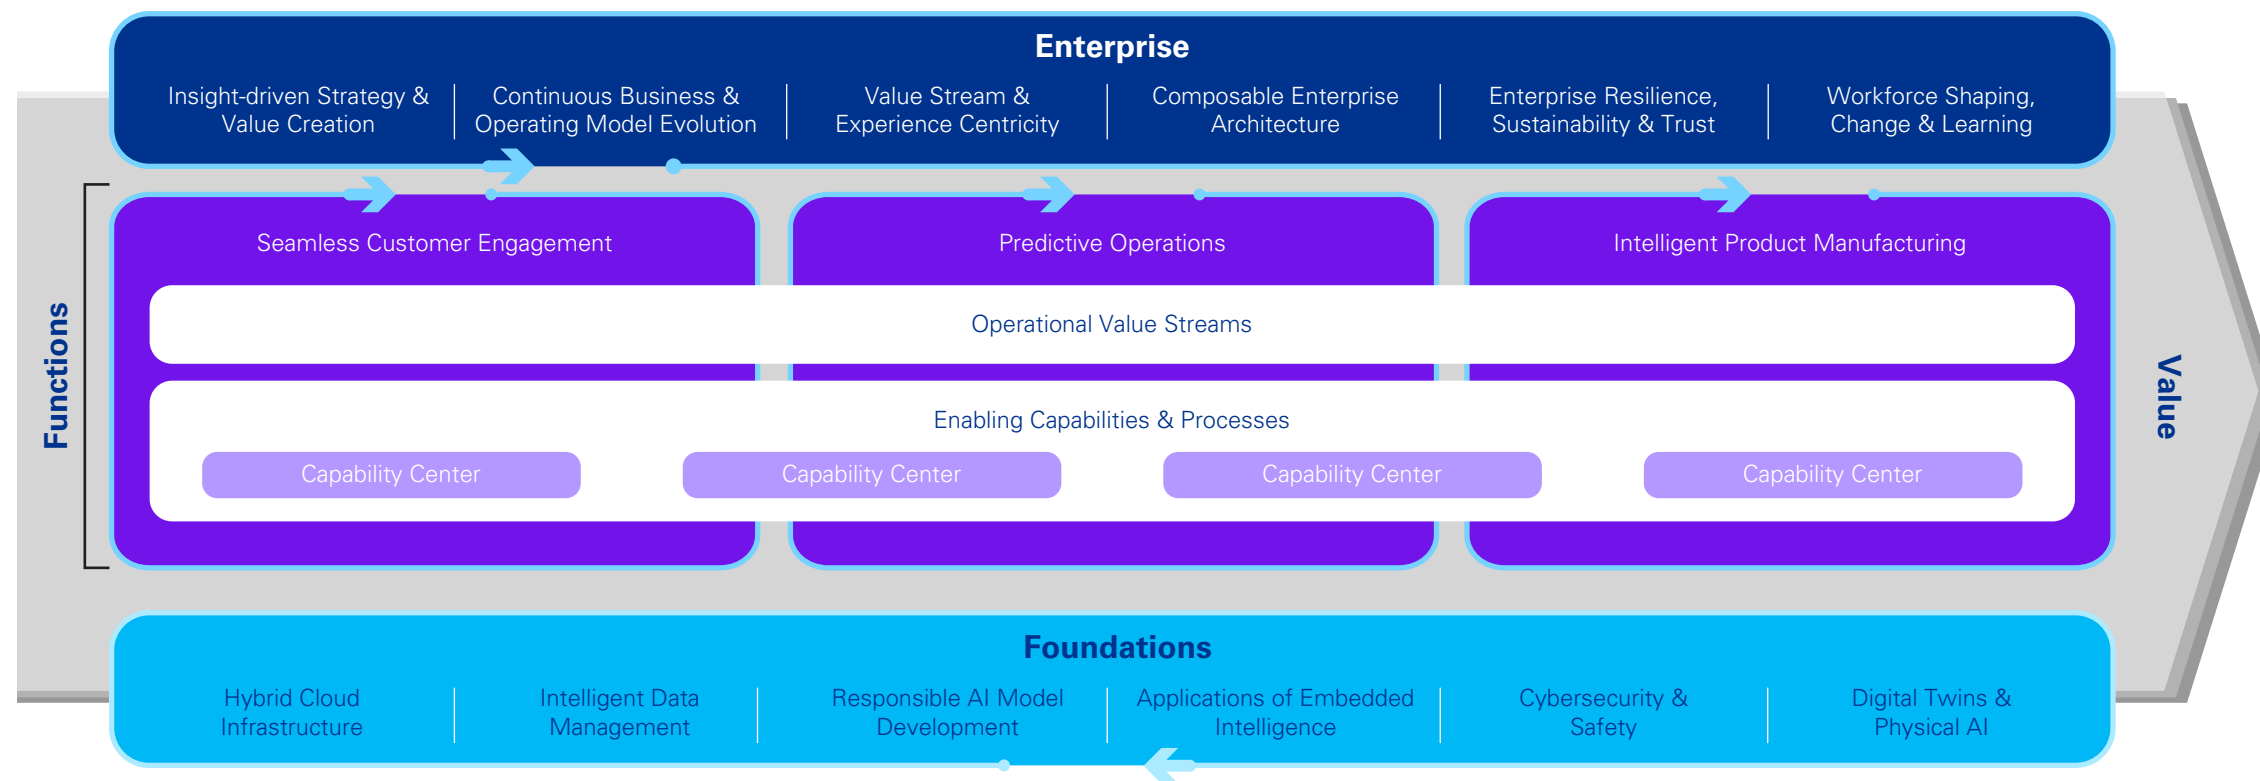 Enterprise
Insight-driven Strategy &
Value Creation
Continuous Business &
Operating Model Evolution
Value Stream &
Experience Centricity
Composable Enterprise
Architecture
Enterprise Resilience,
Sustainability & Trust
Workforce Shaping,
Change & Learning
Functions
Seamless Customer Engagement
Predictive Operations
Intelligent Product Manufacturing
Operational Value Streams
Enabling Capabilities & Processes
Capability Center
Capability Center
Capability Center
Capability Center
Value
Foundations
Hybrid Cloud
Infrastructure
Intelligent Data
Management
Responsible AI Model
Development
Applications of Embedded
Intelligence
Cybersecurity &
Safety
Digital Twins &
Physical AI